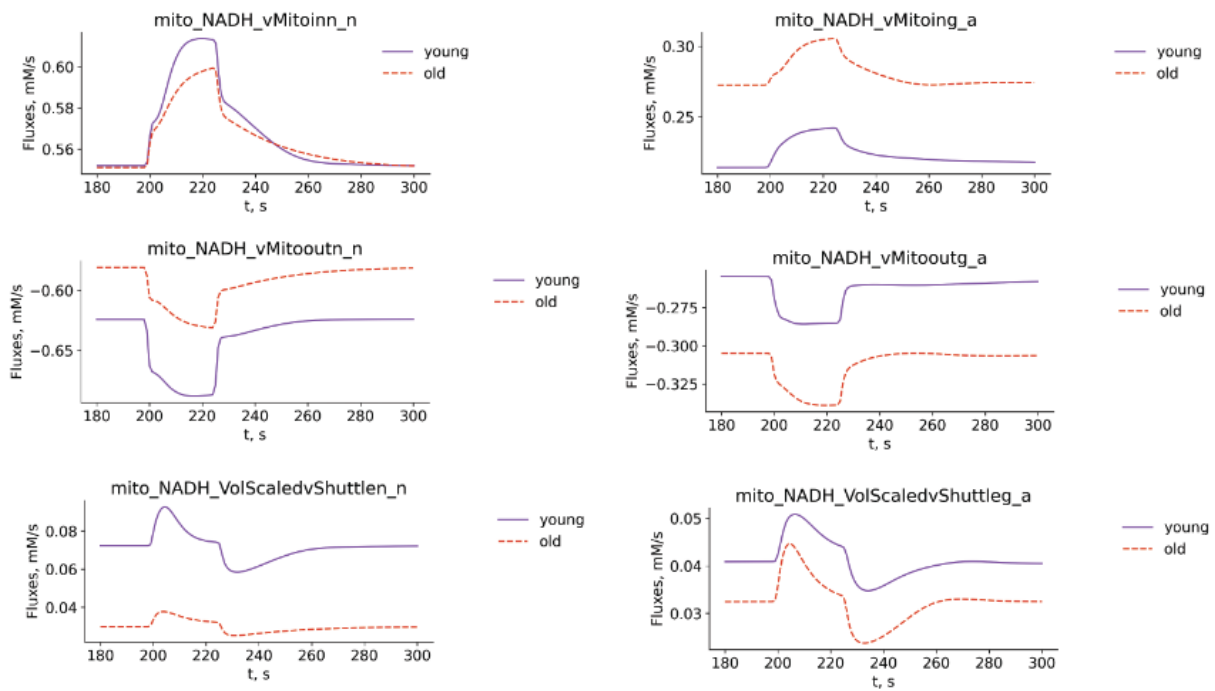 mito_NADH_vMitoinn_n
Fluxes, mM/s
0.60
0.58
0.56
180 200 220 240 260 280 300
t, s
young
old
mito_NADH_vMitoing_a
Fluxes, mM/s
0.30
0.25
180 200 220 240 260 280 300
t, s
young
old
mito_NADH_vMitooutn_n
Fluxes, mM/s
−0.60
−0.65
180 200 220 240 260 280 300
t, s
young
old
mito_NADH_vMitooutg_a
Fluxes, mM/s
−0.275
−0.300
−0.325
180 200 220 240 260 280 300
t, s
young
old
mito_NADH_VolScaledvShuttlen_n
Fluxes, mM/s
0.08
0.06
0.04
180 200 220 240 260 280 300
t, s
young
old
mito_NADH_VolScaledvShuttleg_a
Fluxes, mM/s
0.05
0.04
0.03
180 200 220 240 260 280 300
t, s
young
old